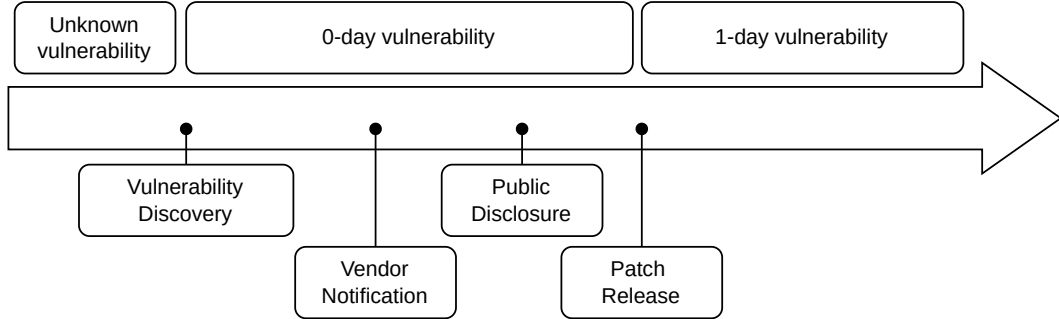 Unknown
vulnerability
0-day vulnerability
1-day vulnerability
Vulnerability
Discovery
Vendor
Notification
Public
Disclosure
Patch
Release